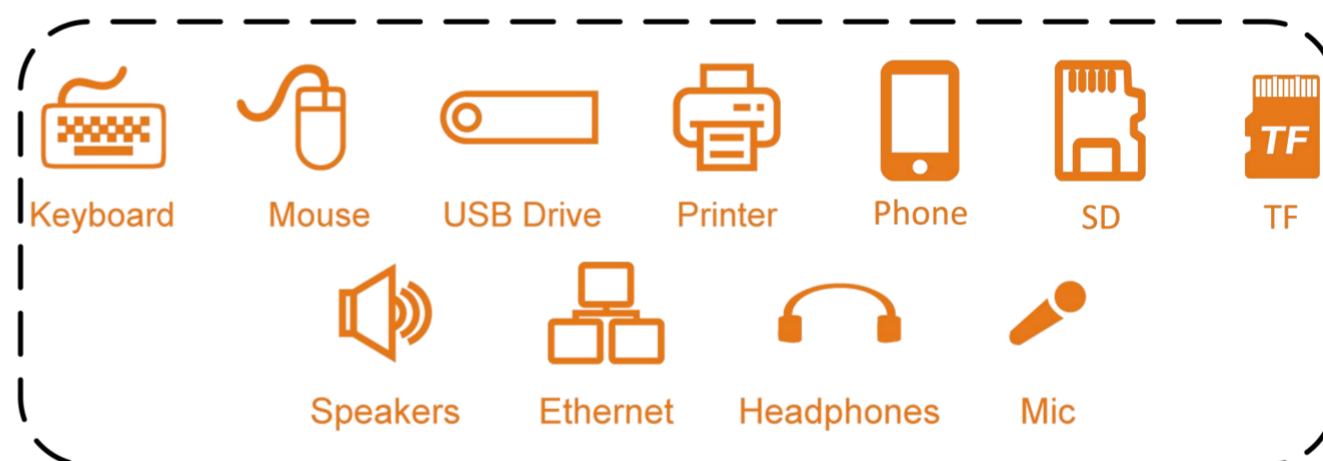 TF
Keyboard Mouse USB Drive Printer Phone SD TF
Speakers Ethernet Headphones Mic